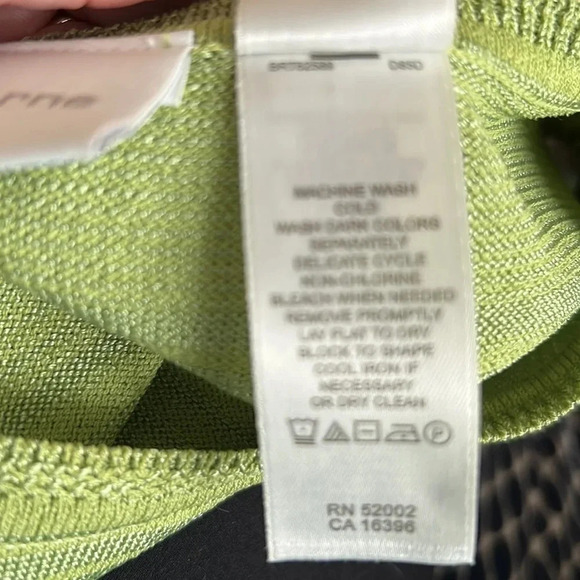 rne
MACHINE WASH
COLD
WASH DARK COLORS
SEPARATELY
DELICATE CYCLE
NON-CHLORINE
BLEACH WHEN NEEDED
REMOVE PROMPTLY
LAY FLAT TO DRY
BLOCK TO SHAPE
COOL IRON IF
NECESSARY
OR DRY CLEAN
RN 52002
CA 16396